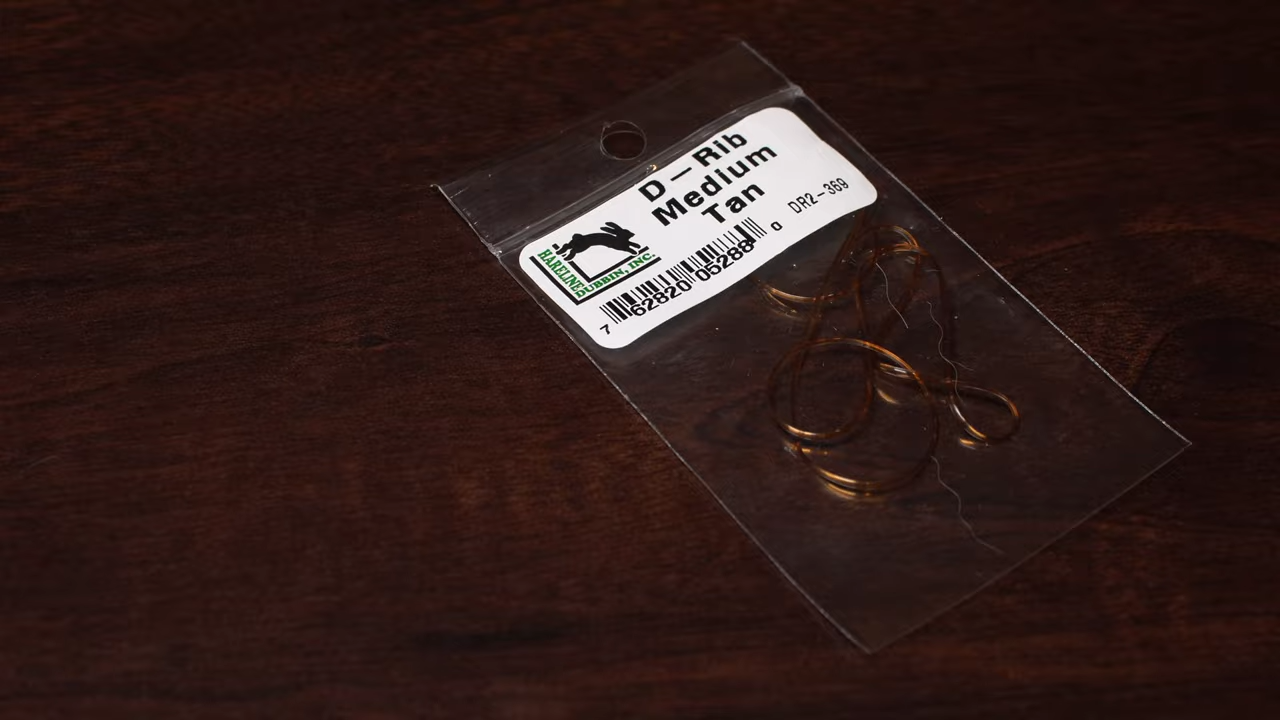 D-Rib
Medium
Tan
DR2-369
HARELINE
DUBBIN, INC.
7 62820 05288 0